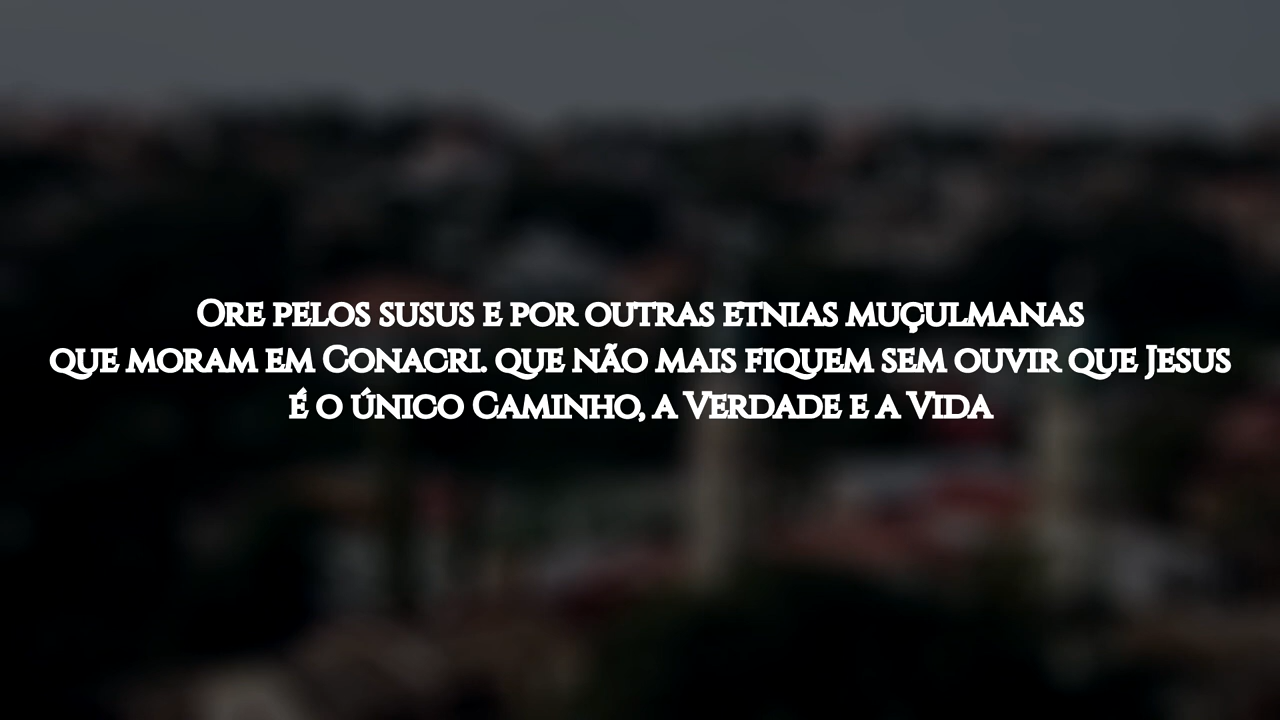 Ore pelos susus e por outras etnias muçulmanas
que moram em Conacri. que não mais fiquem sem ouvir que Jesus
é o único Caminho, a Verdade e a Vida